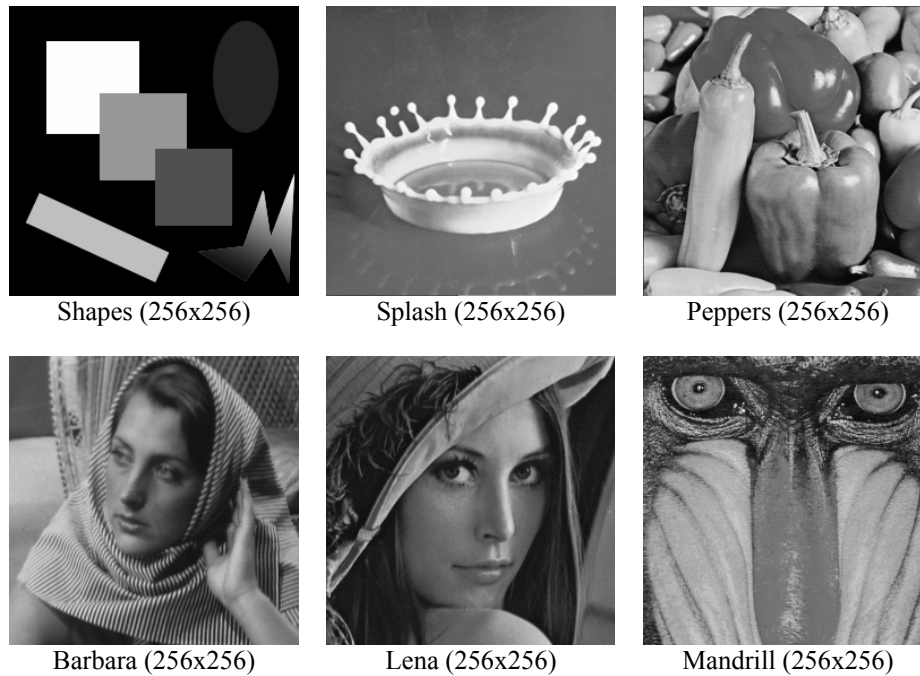 Shapes (256x256)
Splash (256x256)
Peppers (256x256)
Barbara (256x256)
Lena (256x256)
Mandrill (256x256)